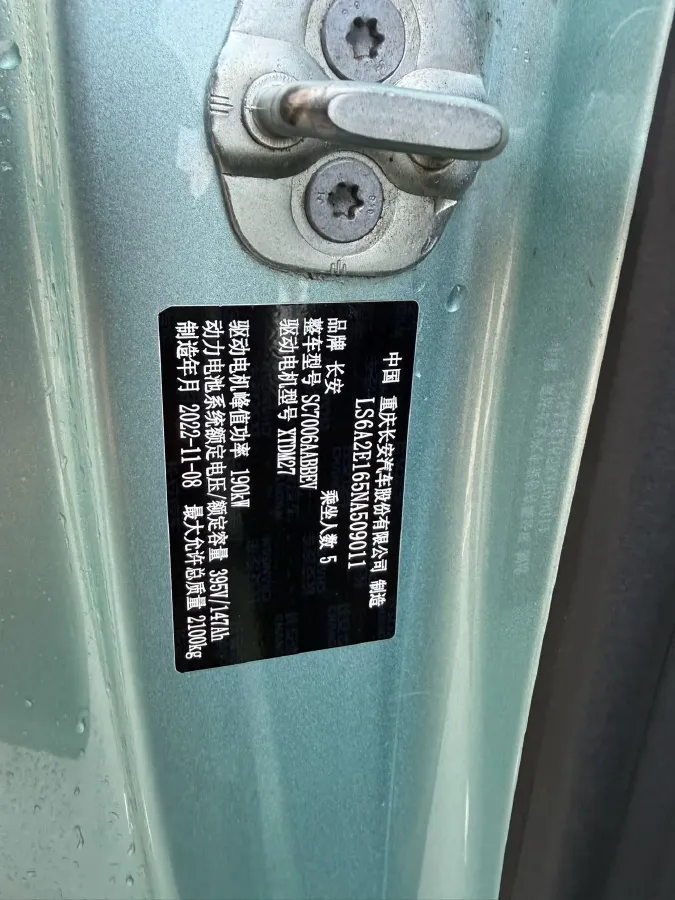 中国 重庆长安汽车股份有限公司 制造
LS6A2E165NA509011
品牌 长安 乘坐人数 5
整车型号 SC7006AABBEV
驱动电机型号 XTDM27
驱动电机峰值功率 190kW
动力电池系统额定电压/额定容量 395V/147Ah
制造年月 2022-11-08 最大允许总质量 2100kg